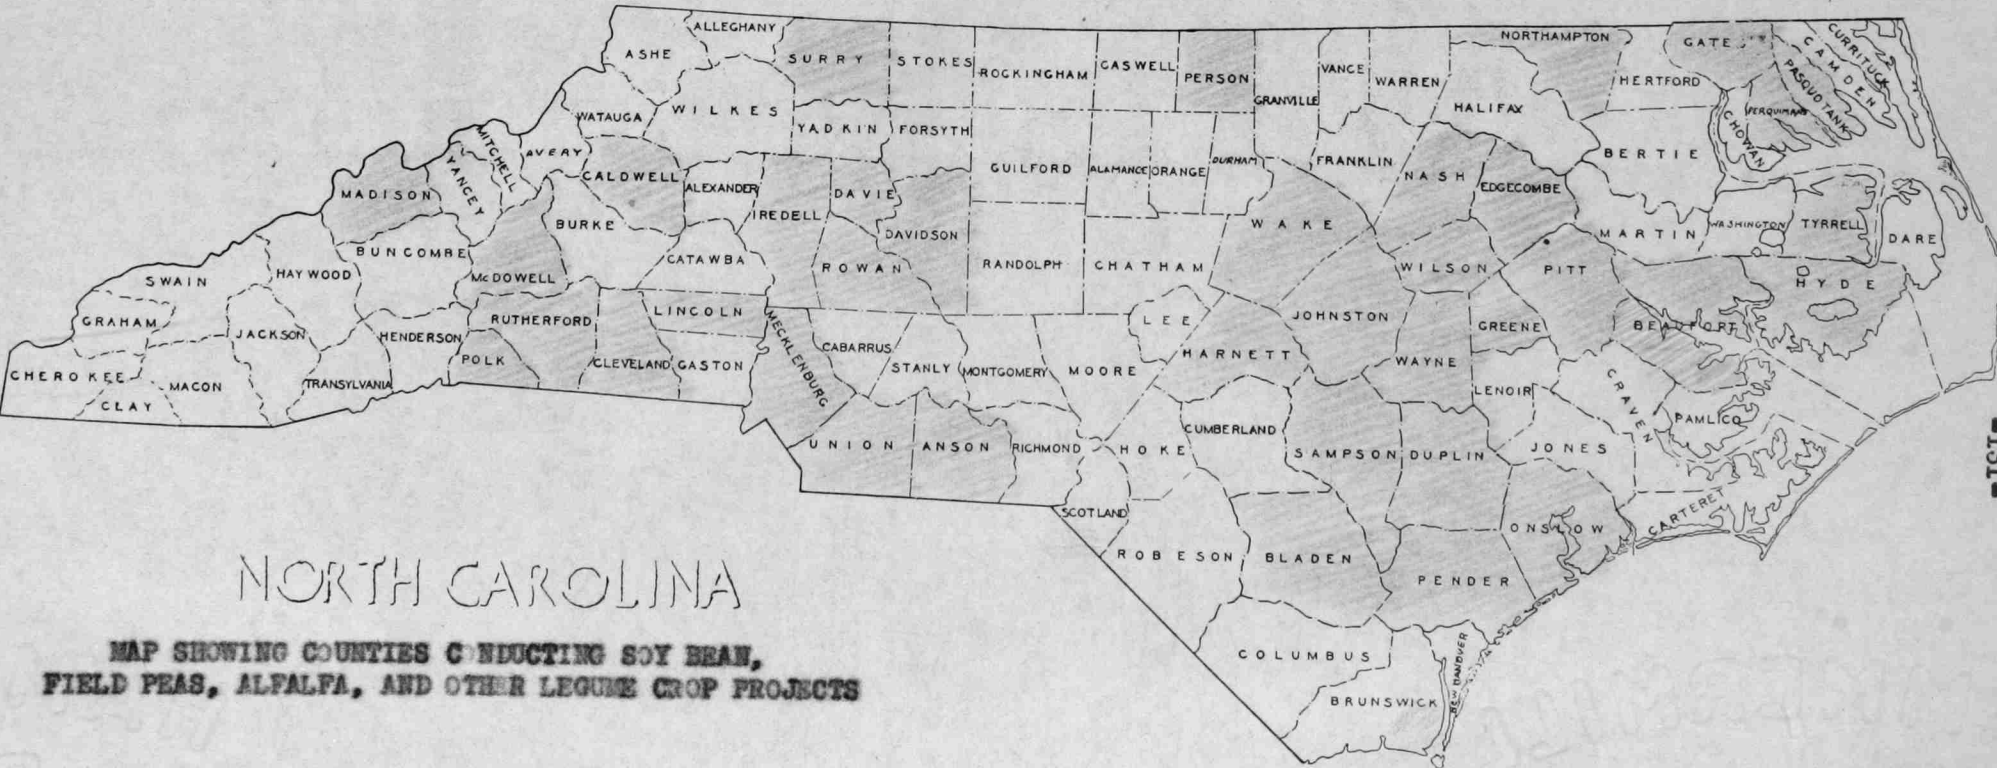 ALLEGHANY
ASHE
SURRY
STOKES
ROCKINGHAM
CASWELL
PERSON
GRANVILLE
VANCE
WARREN
NORTHAMPTON
GATES
CURRITUCK
CAMDEN
PASQUOTANK
HERTFORD
HALIFAX
PERQUIMANS
CHOWAN
WATAUGA
WILKES
YADKIN
FORSYTH
GUILFORD
ALAMANCE
ORANGE
DURHAM
FRANKLIN
NASH
EDGECOMBE
BERTIE
MITCHELL
AVERY
YANCEY
MADISON
CALDWELL
ALEXANDER
IREDELL
DAVIE
DAVIDSON
BURKE
WAKE
MARTIN
WASHINGTON
TYRRELL
DARE
BUNCOMBE
HAYWOOD
SWAIN
McDOWELL
CATAWBA
ROWAN
RANDOLPH
CHATHAM
WILSON
PITT
HYDE
GRAHAM
JACKSON
HENDERSON
RUTHERFORD
LINCOLN
MECKLENBURG
CABARRUS
LEE
JOHNSTON
GREENE
BEAUFORT
CHEROKEE
MACON
CLAY
TRANSYLVANIA
POLK
CLEVELAND
GASTON
STANLY
MONTGOMERY
MOORE
HARNETT
WAYNE
LENOIR
CRAVEN
PAMLICO
UNION
ANSON
RICHMOND
HOKE
CUMBERLAND
SAMPSON
DUPLIN
JONES
SCOTLAND
ROBESON
BLADEN
PENDER
ONSLOW
CARTERET
COLUMBUS
BRUNSWICK
NEW HANOVER
NORTH CAROLINA
MAP SHOWING COUNTIES C NDUCTING SOY BEAN,
FIELD PEAS, ALFALFA, AND OTHER LEGUME CROP PROJECTS
-151-